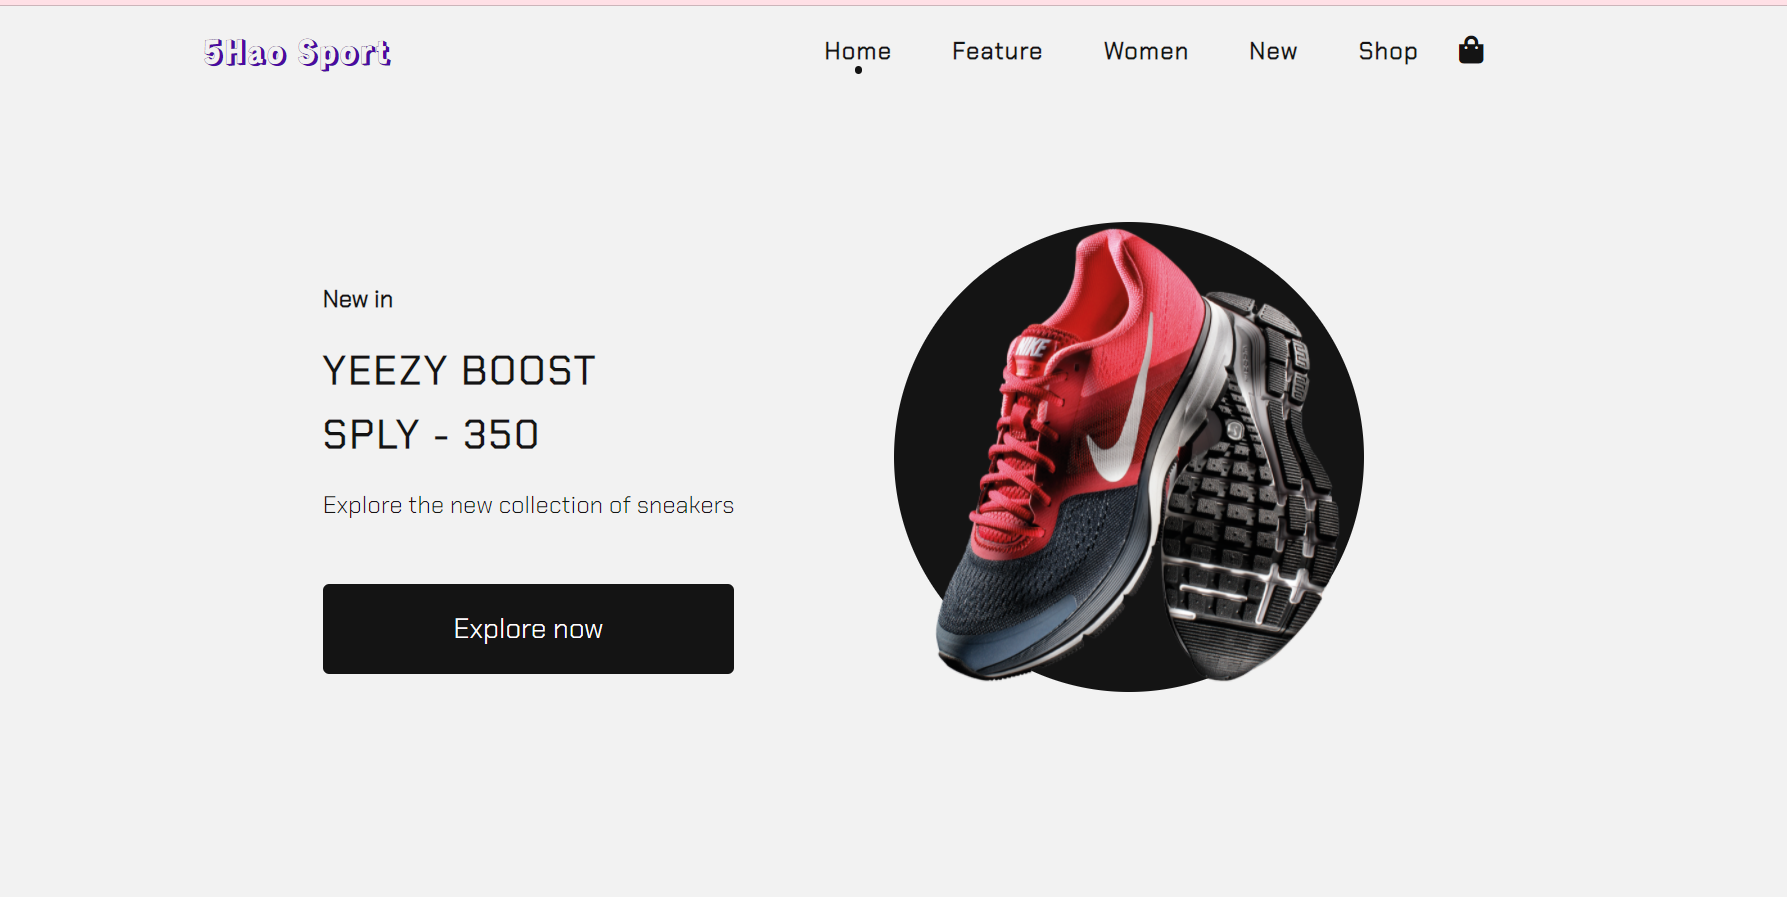 5Hao Sport
Home Feature Women New Shop
New in
YEEZY BOOST
SPLY - 350
Explore the new collection of sneakers
Explore now
NIKE